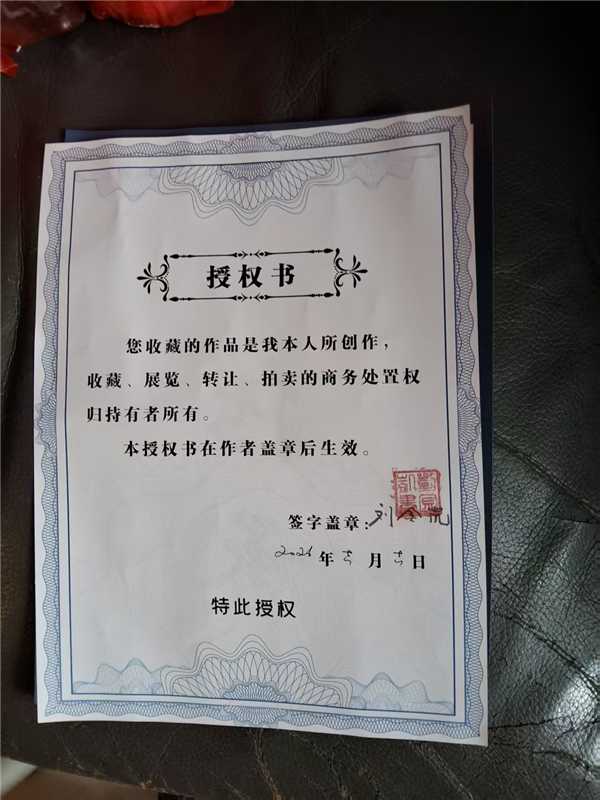 授权书
您收藏的作品是我本人所创作，
收藏、展览、转让、拍卖的商务处置权
归持有者所有。
本授权书在作者盖章后生效。
签字盖章：刘
年 月 日
特此授权